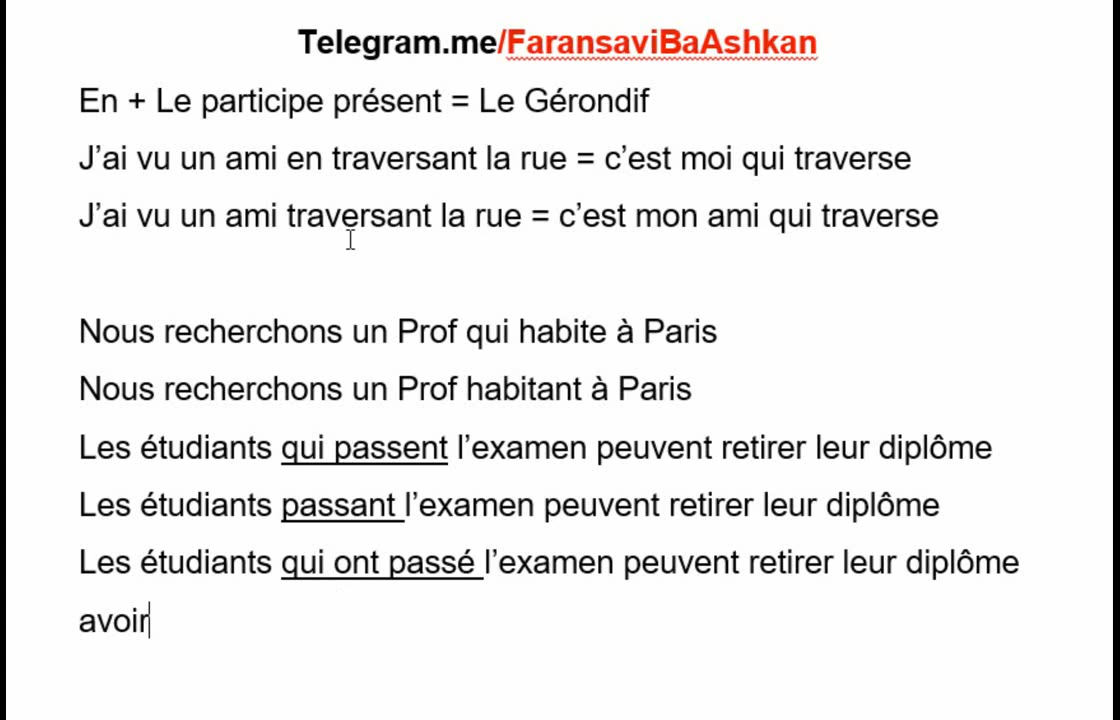 Telegram.me/FaransaviBaAshkan
En + Le participe présent = Le Gérondif
J’ai vu un ami en traversant la rue = c’est moi qui traverse
J’ai vu un ami traversant la rue = c’est mon ami qui traverse
Nous recherchons un Prof qui habite à Paris
Nous recherchons un Prof habitant à Paris
Les étudiants qui passent l’examen peuvent retirer leur diplôme
Les étudiants passant l’examen peuvent retirer leur diplôme
Les étudiants qui ont passé l’examen peuvent retirer leur diplôme
avoir